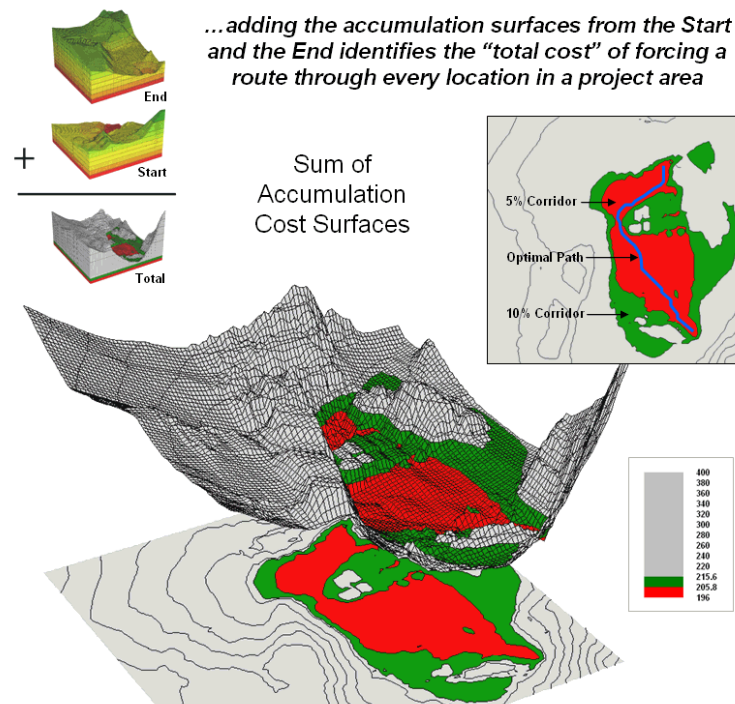 …adding the accumulation surfaces from the Start
and the End identifies the “total cost” of forcing a
route through every location in a project area
End
+
Start
Total
Sum of
Accumulation
Cost Surfaces
5% Corridor
Optimal Path
10% Corridor
400
380
360
340
320
300
280
260
240
220
215.6
205.8
196